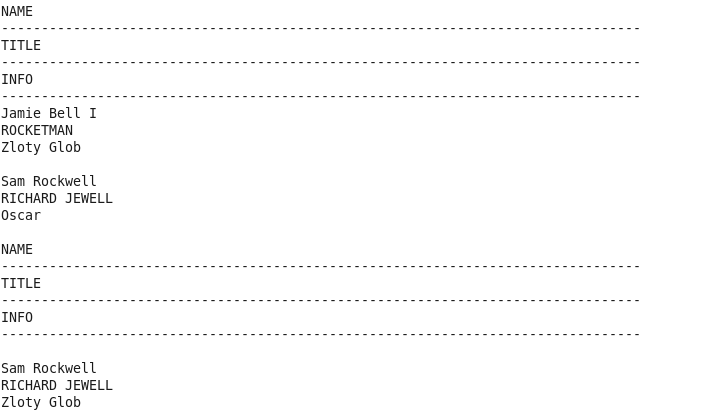 NAME
--------------------------------------------------------------------------------
TITLE
--------------------------------------------------------------------------------
INFO
--------------------------------------------------------------------------------
Jamie Bell I
ROCKETMAN
Zloty Glob

Sam Rockwell
RICHARD JEWELL
Oscar

NAME
--------------------------------------------------------------------------------
TITLE
--------------------------------------------------------------------------------
INFO
--------------------------------------------------------------------------------

Sam Rockwell
RICHARD JEWELL
Zloty Glob